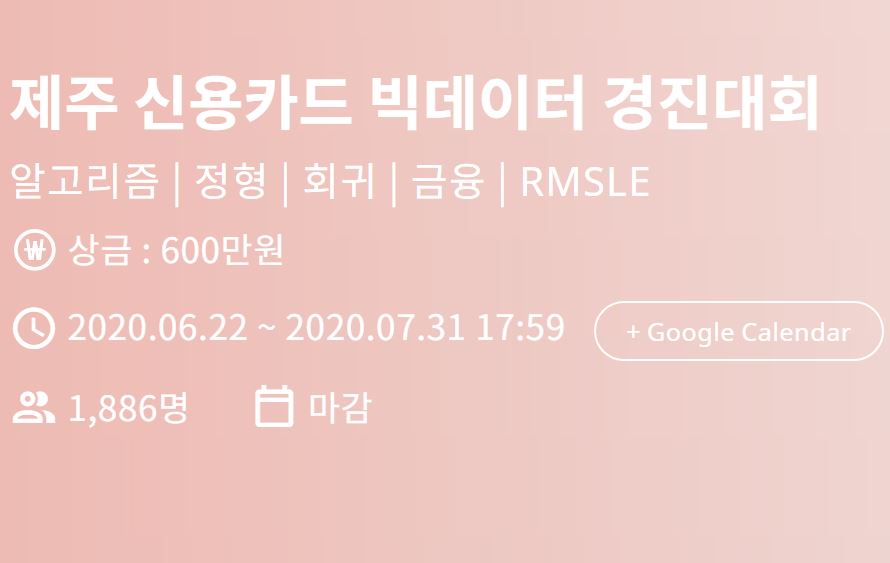 제주 신용카드 빅데이터 경진대회
알고리즘 | 정형 | 회귀 | 금융 | RMSLE
₩ 상금 : 600만원
2020.06.22 ~ 2020.07.31 17:59 + Google Calendar
1,886명 마감